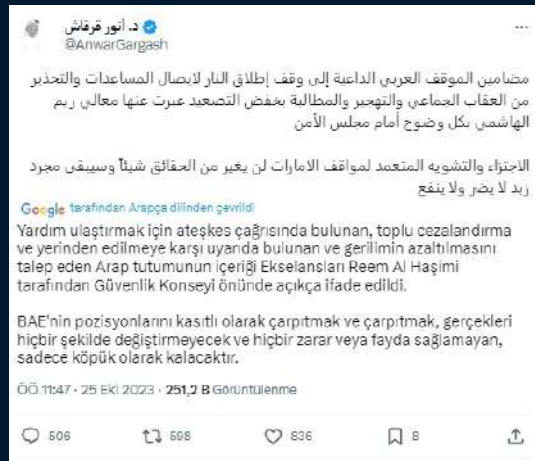 د. أنور قرقاش
@AnwarGargash
مضامين الموقف العربي الداعية إلى وقف إطلاق النار لايصال المساعدات والتحذير
من العقاب الجماعي والتهجير والمطالبة بخفض التصعيد عبرت عنها معالي ريم
الهاشمي بكل وضوح أمام مجلس الأمن
الاجتزاء والتشويه المتعمد لمواقف الامارات لن يغير من الحقائق شيئاً وسيبقى مجرد
زبد لا يضر ولا ينفع
Google tarafından Arapça dilinden çevrildi
Yardım ulaştırmak için ateşkes çağrısında bulunan, toplu cezalandırma
ve yerinden edilmeye karşı uyarıda bulunan ve gerilimin azaltılmasını
talep eden Arap tutumunun içeriği Ekselansları Reem Al Haşimi
tarafından Güvenlik Konseyi önünde açıkça ifade edildi.
BAE'nin pozisyonlarını kasıtlı olarak çarpıtmak ve çarpıtmak, gerçekleri
hiçbir şekilde değiştirmeyecek ve hiçbir zarar veya fayda sağlamayan,
sadece köpük olarak kalacaktır.
ÖÖ 11:47 · 25 Eki 2023 · 251,2 B Görüntülenme
506 598 836 8